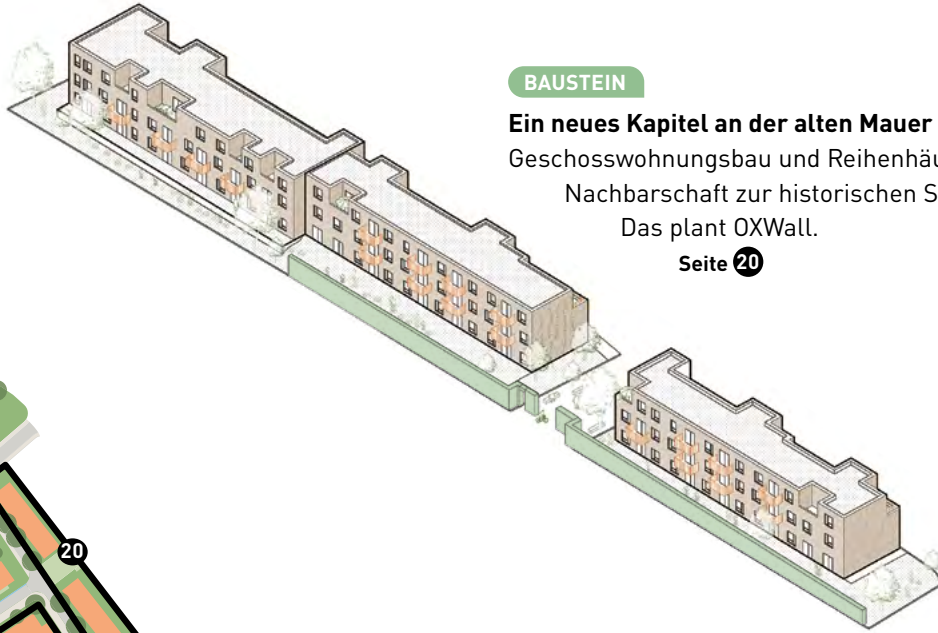 BAUSTEIN
Ein neues Kapitel an der alten Mauer
Geschosswohnungsbau und
Nachbarschaft zur historischen
Das plant OXWall.
Seite 20
20